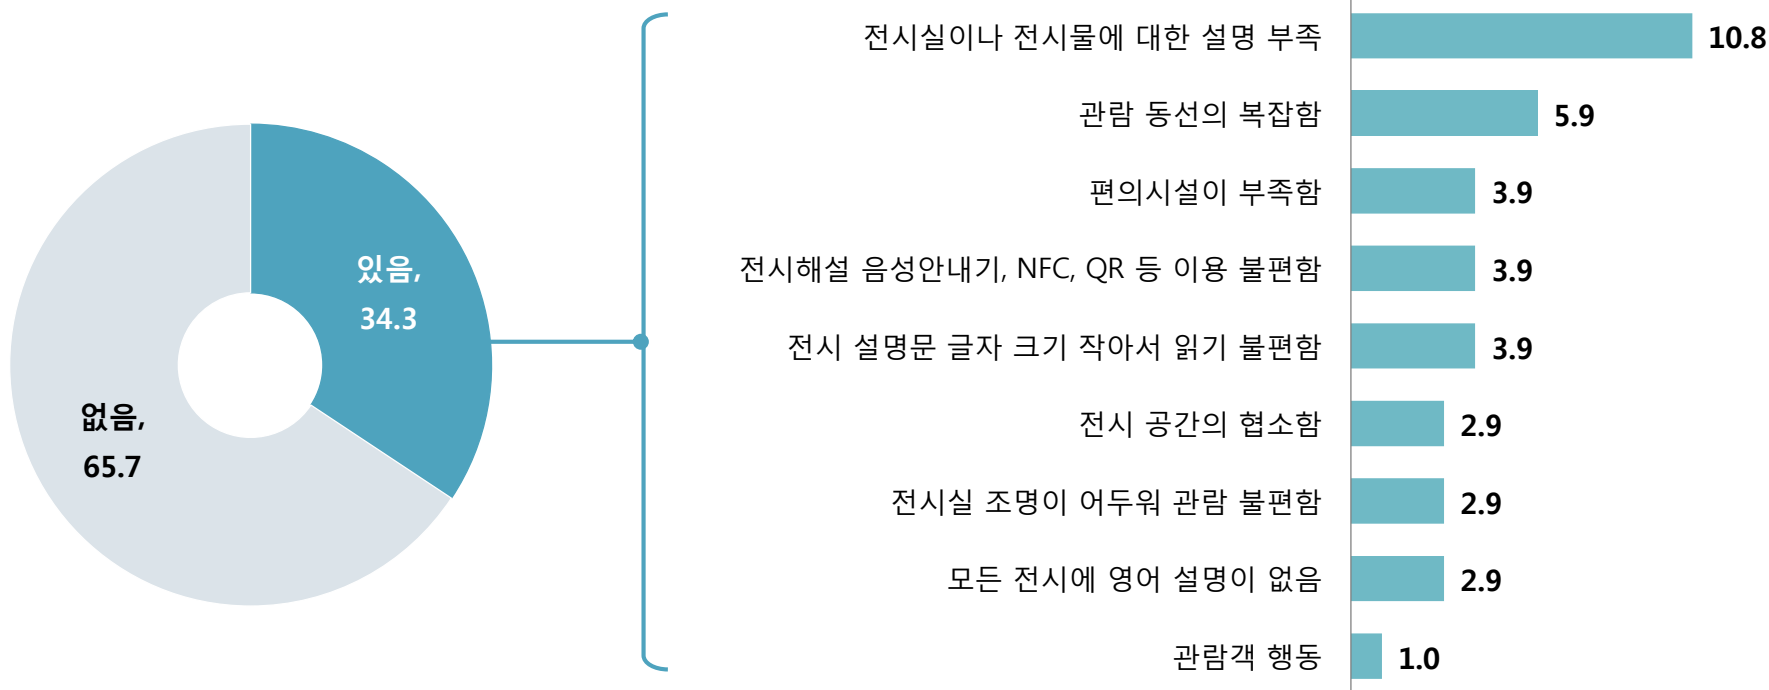 있음,
34.3
없음,
65.7
전시실이나 전시물에 대한 설명 부족 10.8
관람 동선의 복잡함 5.9
편의시설이 부족함 3.9
전시해설 음성안내기, NFC, QR 등 이용 불편함 3.9
전시 설명문 글자 크기 작아서 읽기 불편함 3.9
전시 공간의 협소함 2.9
전시실 조명이 어두워 관람 불편함 2.9
모든 전시에 영어 설명이 없음 2.9
관람객 행동 1.0